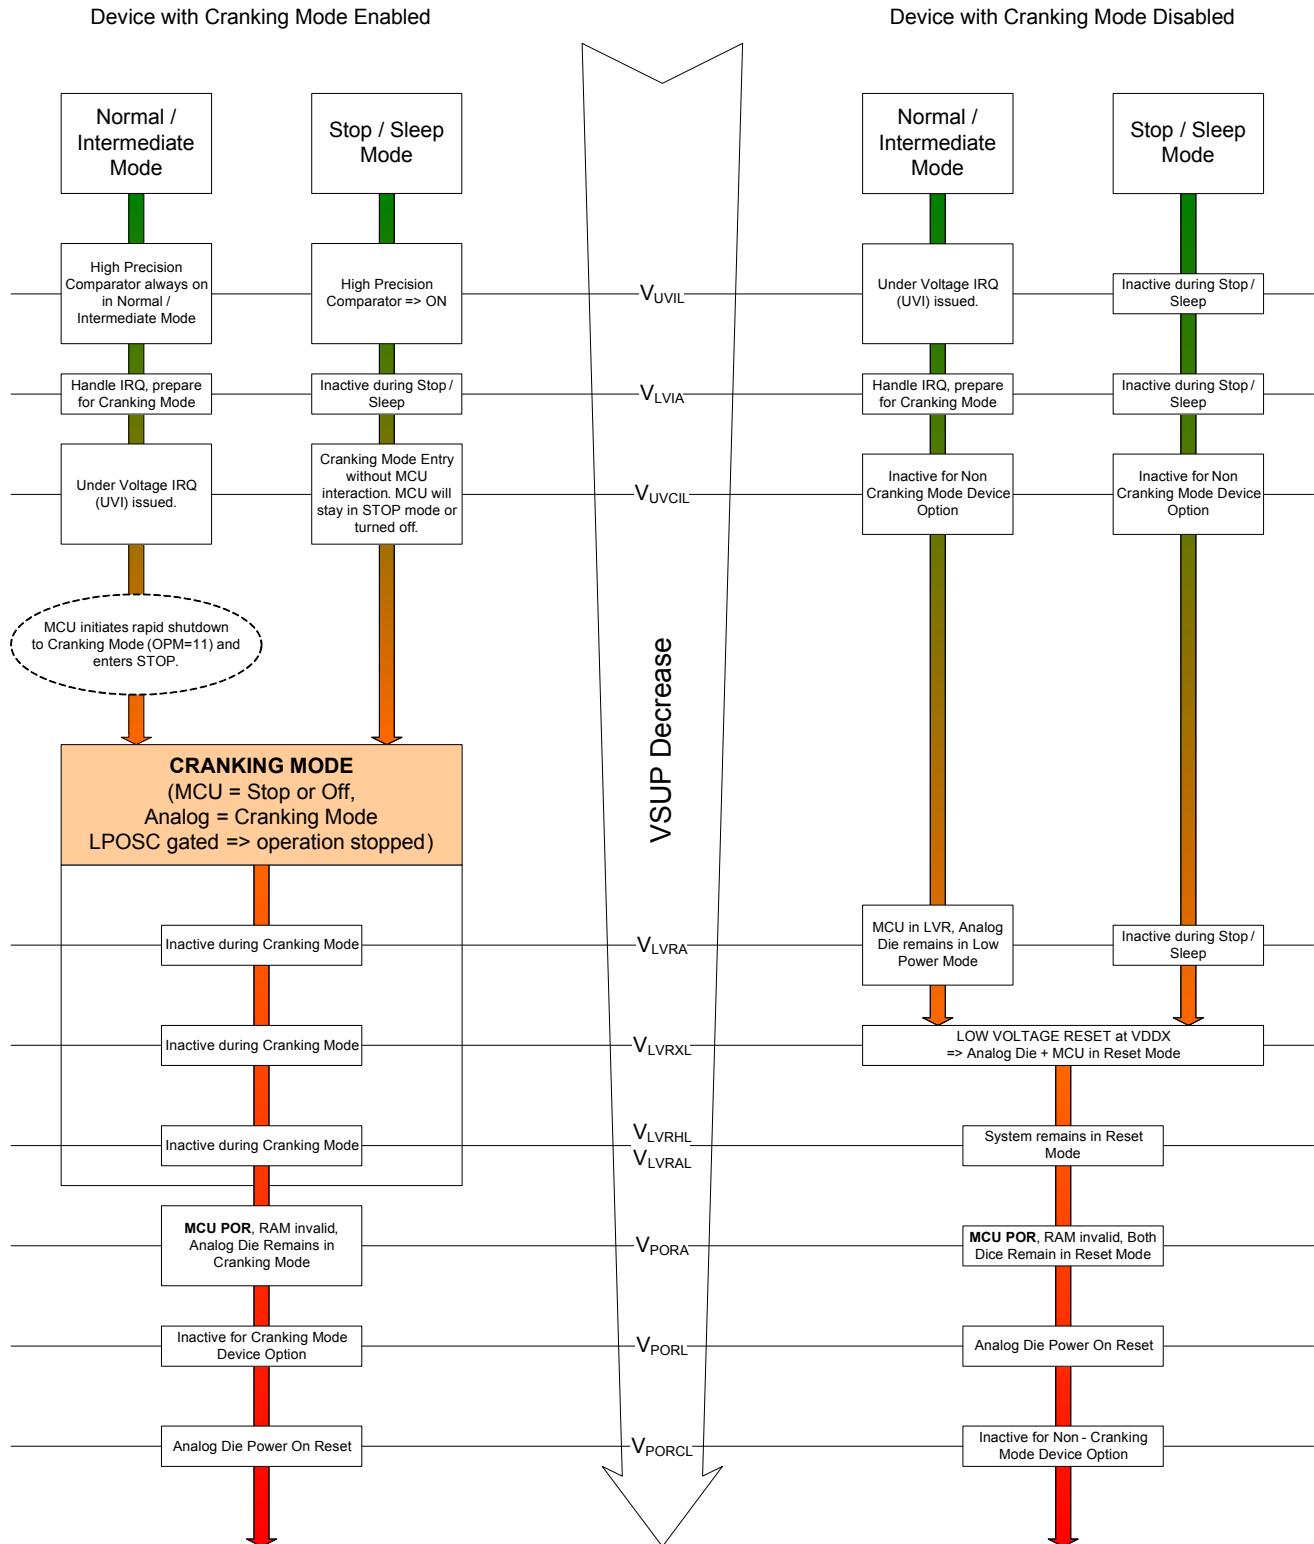 Device with Cranking Mode Enabled
Device with Cranking Mode Disabled
Normal /
Intermediate
Mode
Stop / Sleep
Mode
Normal /
Intermediate
Mode
Stop / Sleep
Mode
High Precision
Comparator always on
in Normal /
Intermediate Mode
High Precision
Comparator => ON
VUVIL
Under Voltage IRQ
(UVI) issued.
Inactive during Stop /
Sleep
Handle IRQ, prepare
for Cranking Mode
Inactive during Stop /
Sleep
VLVIA
Handle IRQ, prepare
for Cranking Mode
Inactive during Stop /
Sleep
Under Voltage IRQ
(UVI) issued.
Cranking Mode Entry
without MCU
interaction. MCU will
stay in STOP mode or
turned off.
VUVCIL
Inactive for Non
Cranking Mode Device
Option
Inactive for Non
Cranking Mode Device
Option
MCU initiates rapid shutdown
to Cranking Mode (OPM=11) and
enters STOP.
VSUP Decrease
CRANKING MODE
(MCU = Stop or Off,
Analog = Cranking Mode
LPOSC gated => operation stopped)
Inactive during Cranking Mode
VLVRA
MCU in LVR, Analog
Die remains in Low
Power Mode
Inactive during Stop /
Sleep
Inactive during Cranking Mode
VLVRXL
LOW VOLTAGE RESET at VDDX
=> Analog Die + MCU in Reset Mode
Inactive during Cranking Mode
VLVRHL
VLVRAL
System remains in Reset
Mode
MCU POR, RAM invalid,
Analog Die Remains in
Cranking Mode
VPORA
MCU POR, RAM invalid, Both
Dice Remain in Reset Mode
Inactive for Cranking Mode
Device Option
VPORL
Analog Die Power On Reset
Analog Die Power On Reset
VPORCL
Inactive for Non - Cranking
Mode Device Option